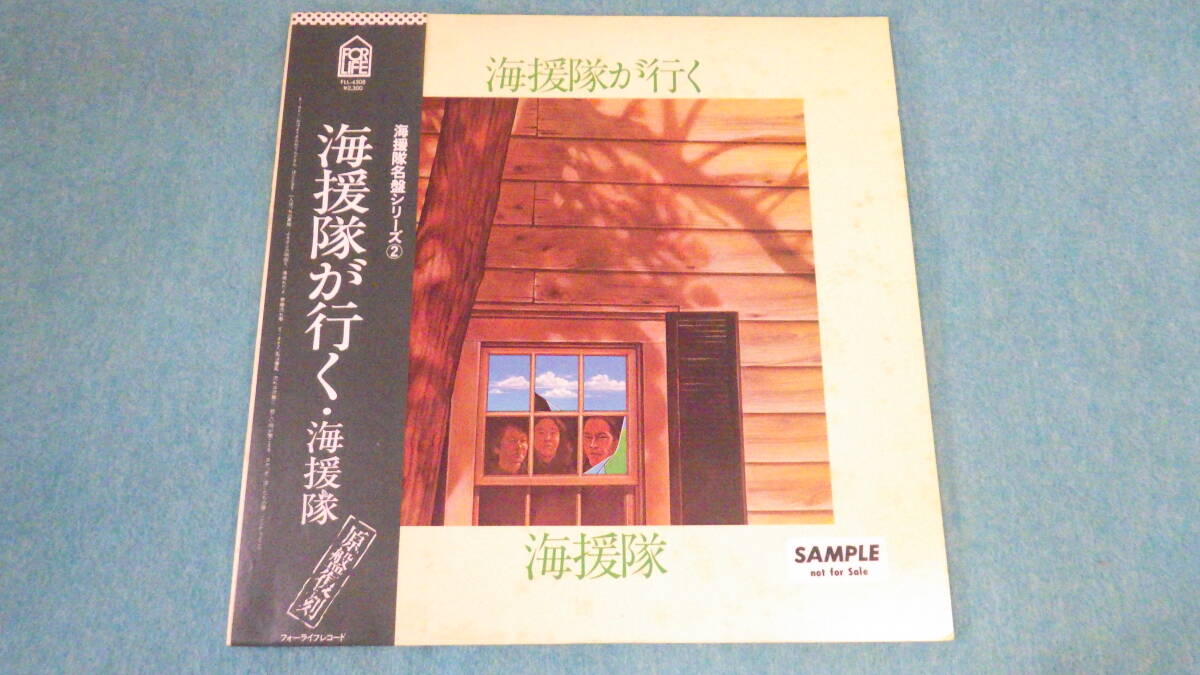 FOR
LIFE
FLL-4508
¥2,300
海援隊名盤シリーズ②
海援隊が行く・海援隊
原盤復刻
フォーライフレコード
海援隊が行く
海援隊
SAMPLE
not for Sale